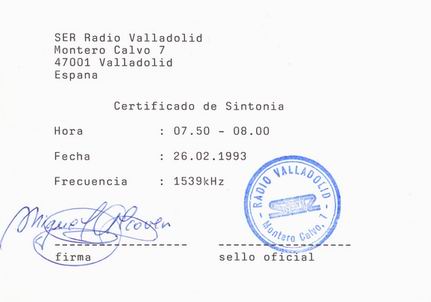 SER Radio Valladolid
Montero Calvo 7
47001 Valladolid
Espana
Certificado de Sintonia
Hora : 07.50 - 08.00
Fecha : 26.02.1993
Frecuencia : 1539kHz
RADIO VALLADOLID
SER
Montero Calvo, 7
firma sello oficial